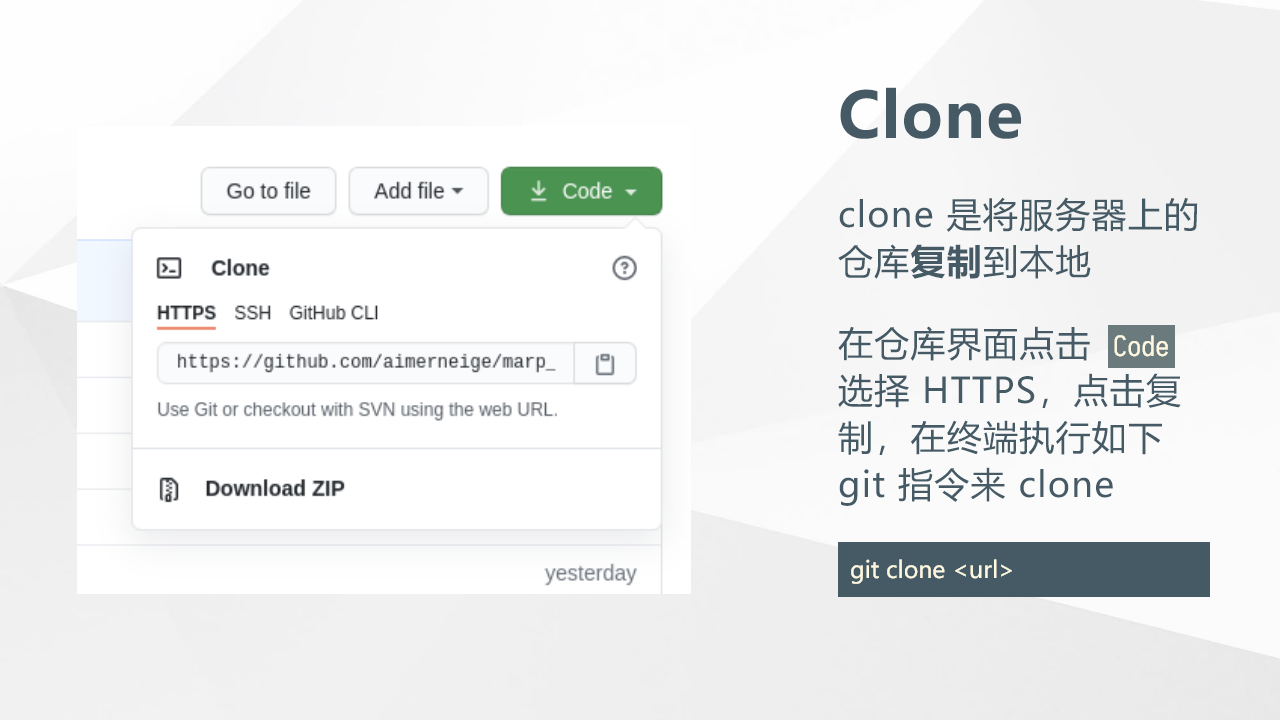 Go to file
Add file
Code
Clone
HTTPS SSH GitHub CLI
https://github.com/aimerneige/marp_
Use Git or checkout with SVN using the web URL.
Download ZIP
yesterday
Clone
clone 是将服务器上的
仓库复制到本地
在仓库界面点击 Code
选择 HTTPS，点击复
制，在终端执行如下
git 指令来 clone
git clone <url>